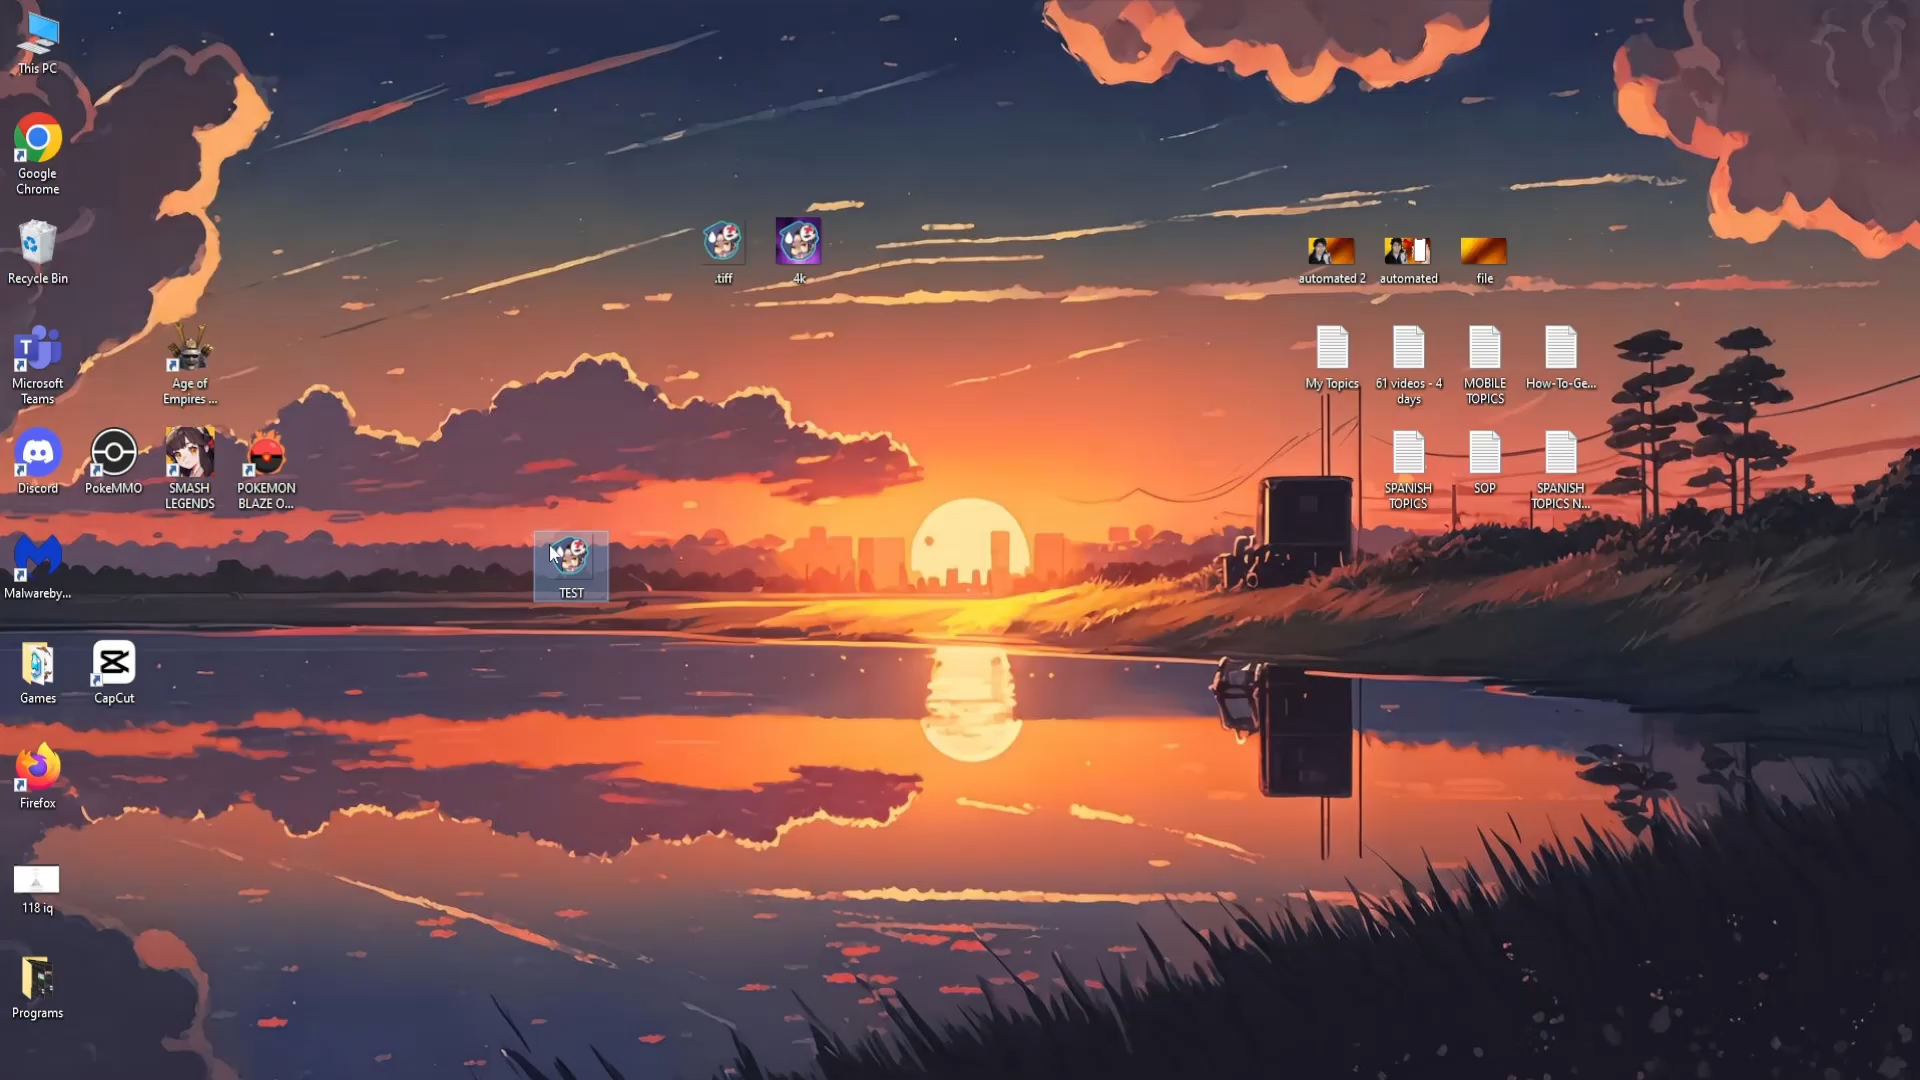 This PC
Google
Chrome
Recycle Bin
Microsoft
Teams
Age of
Empires ...
Discord
PokeMMO
SMASH
LEGENDS
POKEMON
BLAZE O...
Malwareby...
Games
CapCut
Firefox
118 iq
Programs
TEST
.tiff
4k
automated 2
automated
file
My Topics
61 videos - 4
days
MOBILE
TOPICS
How-To-Ge...
SPANISH
TOPICS
SOP
SPANISH
TOPICS N...